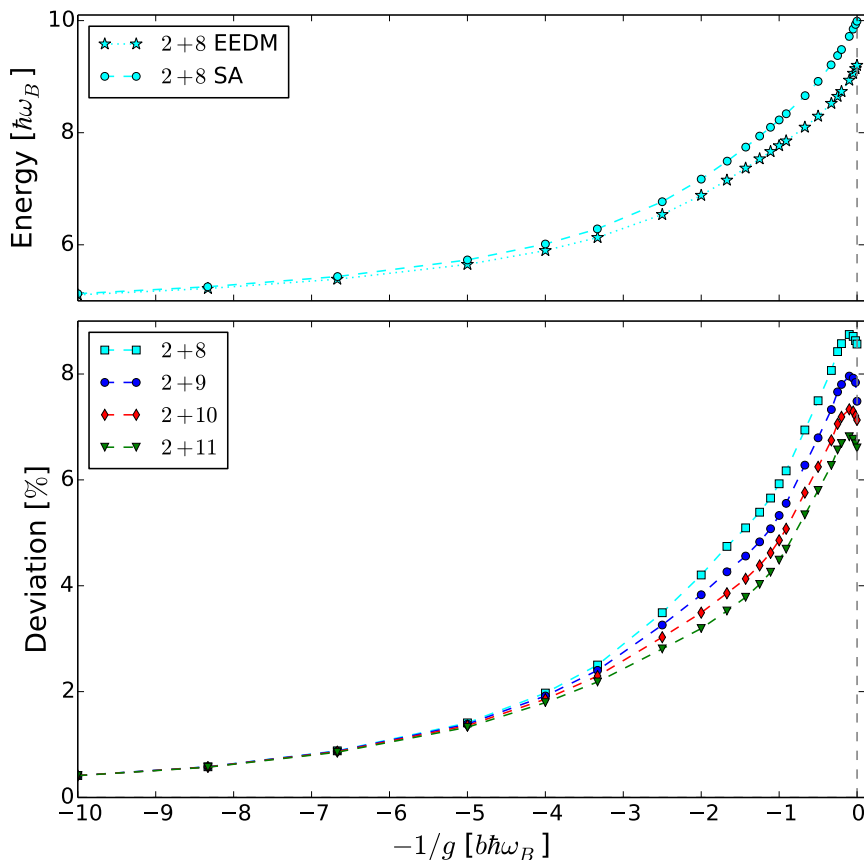 10
8
6
Energy [ħω_B]
2+8 EEDM
2+8 SA
8
6
4
2
0
Deviation [%]
2+8
2+9
2+10
2+11
−10 −9 −8 −7 −6 −5 −4 −3 −2 −1 0
−1/g [bħω_B]